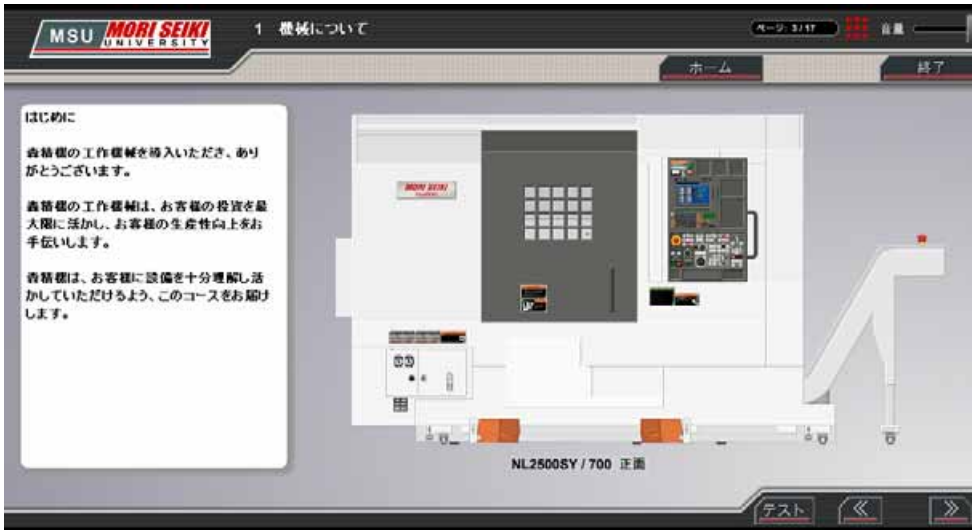 MSU MORI SEIKI
UNIVERSITY
1 機械について
ページ: 3/17
音量
ホーム
終了
はじめに
森精機の工作機械を導入いただき、あり
がとうございます。
森精機の工作機械は、お客様の投資を最
大限に活かし、お客様の生産性向上をお
手伝いします。
森精機は、お客様に設備を十分理解し活
かしていただけるよう、このコースをお届け
します。
MORI SEIKI
NL2500SY / 700 正面
テスト